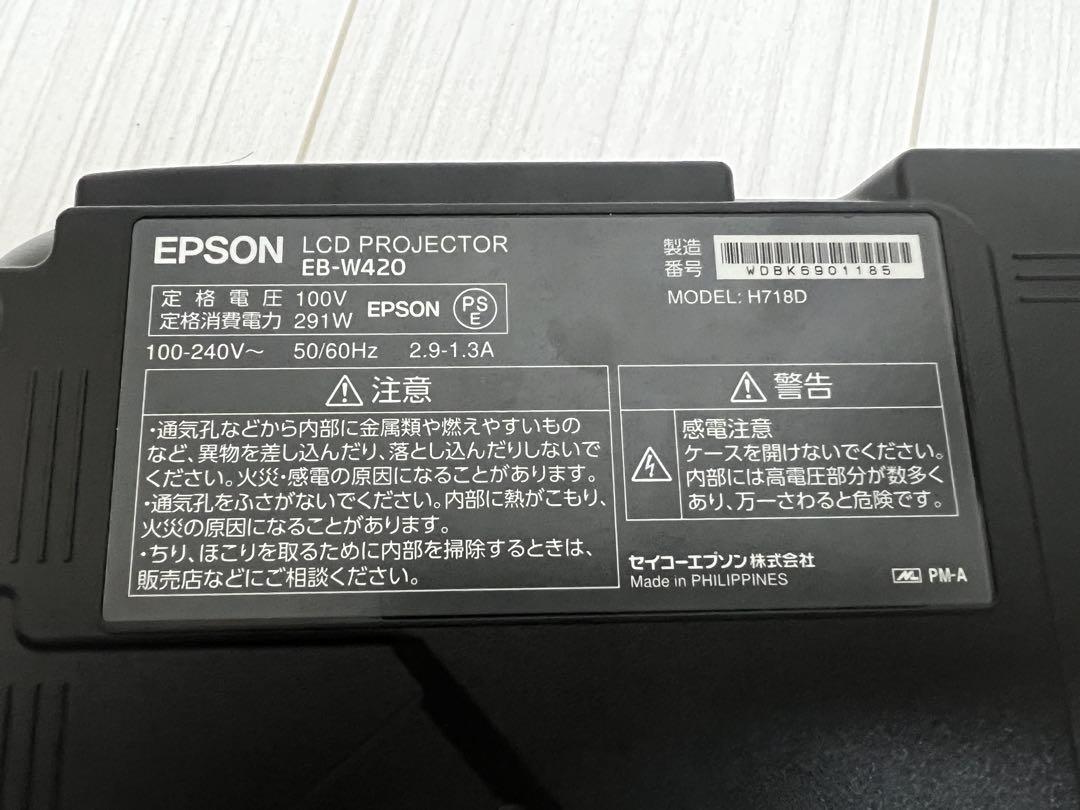 EPSON LCD PROJECTOR
EB-W420
定格電圧 100V
定格消費電力 291W
EPSON PSE
100-240V～ 50/60Hz 2.9-1.3A
製造
番号
WDBK6901185
MODEL: H718D
⚠注意
・通気孔などから内部に金属類や燃えやすいもの
など、異物を差し込んだり、落とし込んだりしないで
ください。火災・感電の原因になることがあります。
・通気孔をふさがないでください。内部に熱がこもり、
火災の原因になることがあります。
・ちり、ほこりを取るために内部を掃除するときは、
販売店などにご相談ください。
⚠警告
感電注意
ケースを開けないでください。
内部には高電圧部分が数多く
あり、万一さわると危険です。
セイコーエプソン株式会社
Made in PHILIPPINES
PM-A